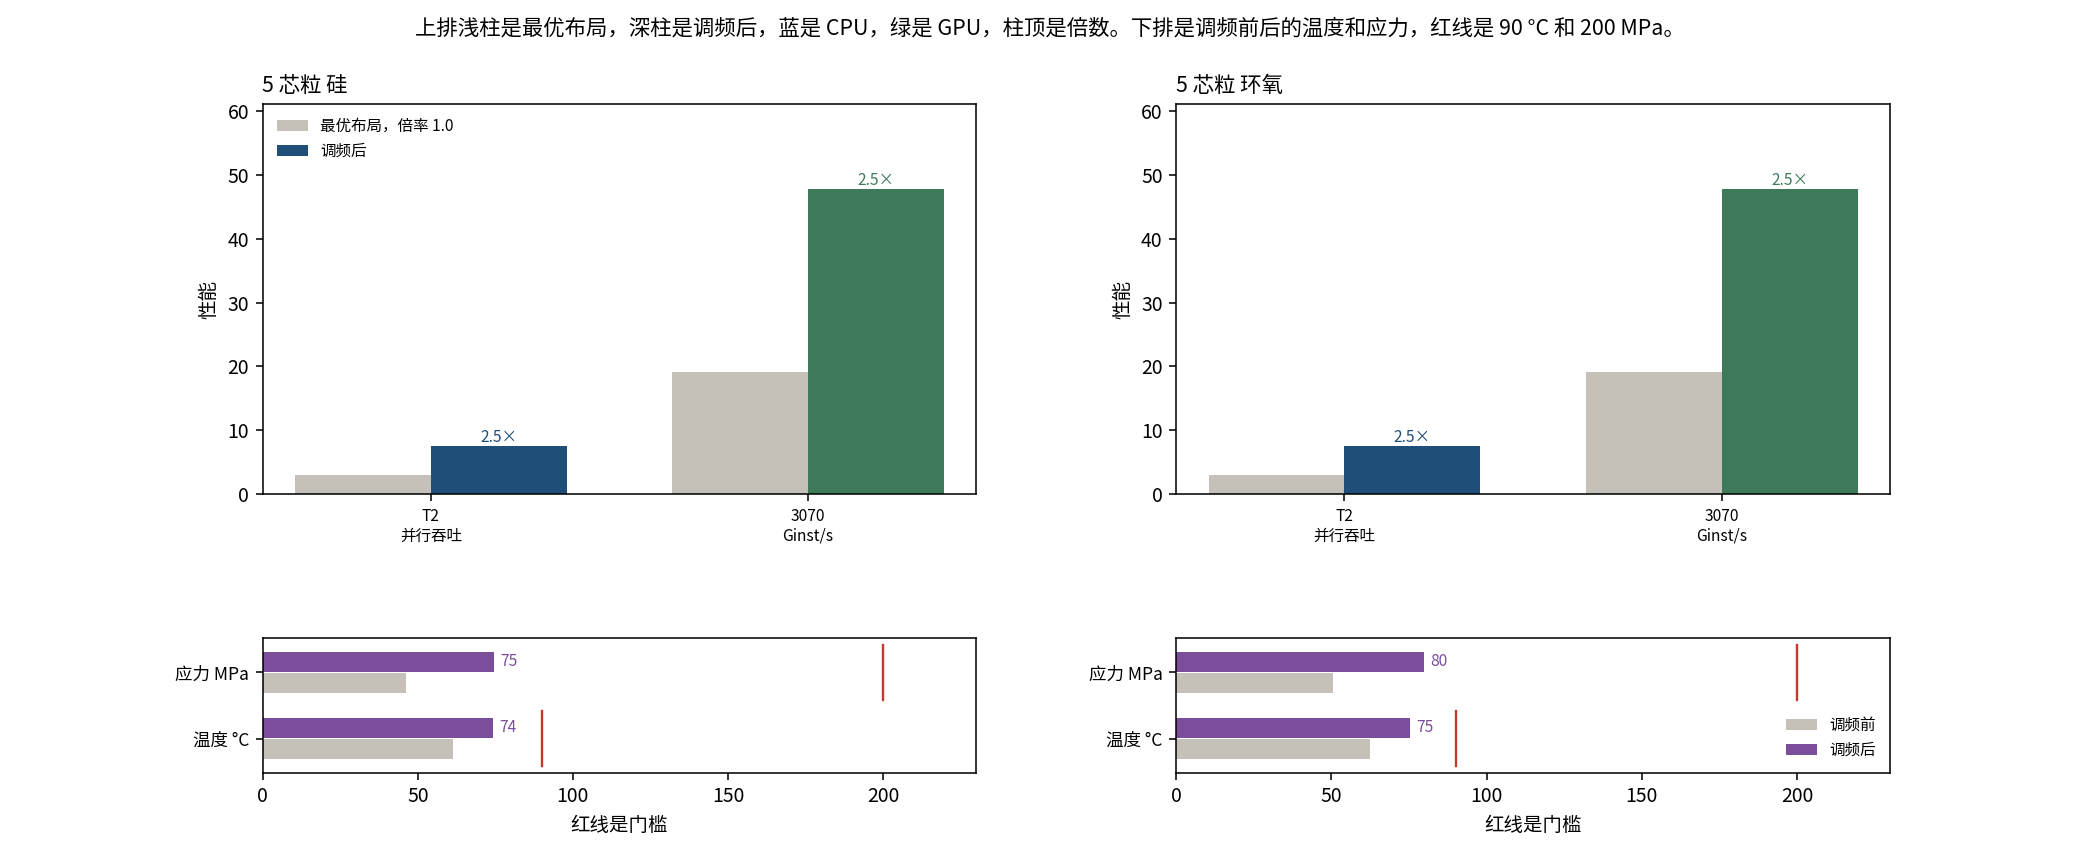 上排浅柱是最优布局，深柱是调频后，蓝是 CPU，绿是 GPU，柱顶是倍数。下排是调频前后的温度和应力，红线是 90 °C 和 200 MPa。
5 芯粒 硅
60
50
40
30
20
10
0
性能
最优布局，倍率 1.0
调频后
2.5×
2.5×
T2
并行吞吐
3070
Ginst/s
5 芯粒 环氧
60
50
40
30
20
10
0
性能
2.5×
2.5×
T2
并行吞吐
3070
Ginst/s
应力 MPa
温度 °C
75
74
0
50
100
150
200
红线是门槛
应力 MPa
温度 °C
80
75
调频前
调频后
0
50
100
150
200
红线是门槛